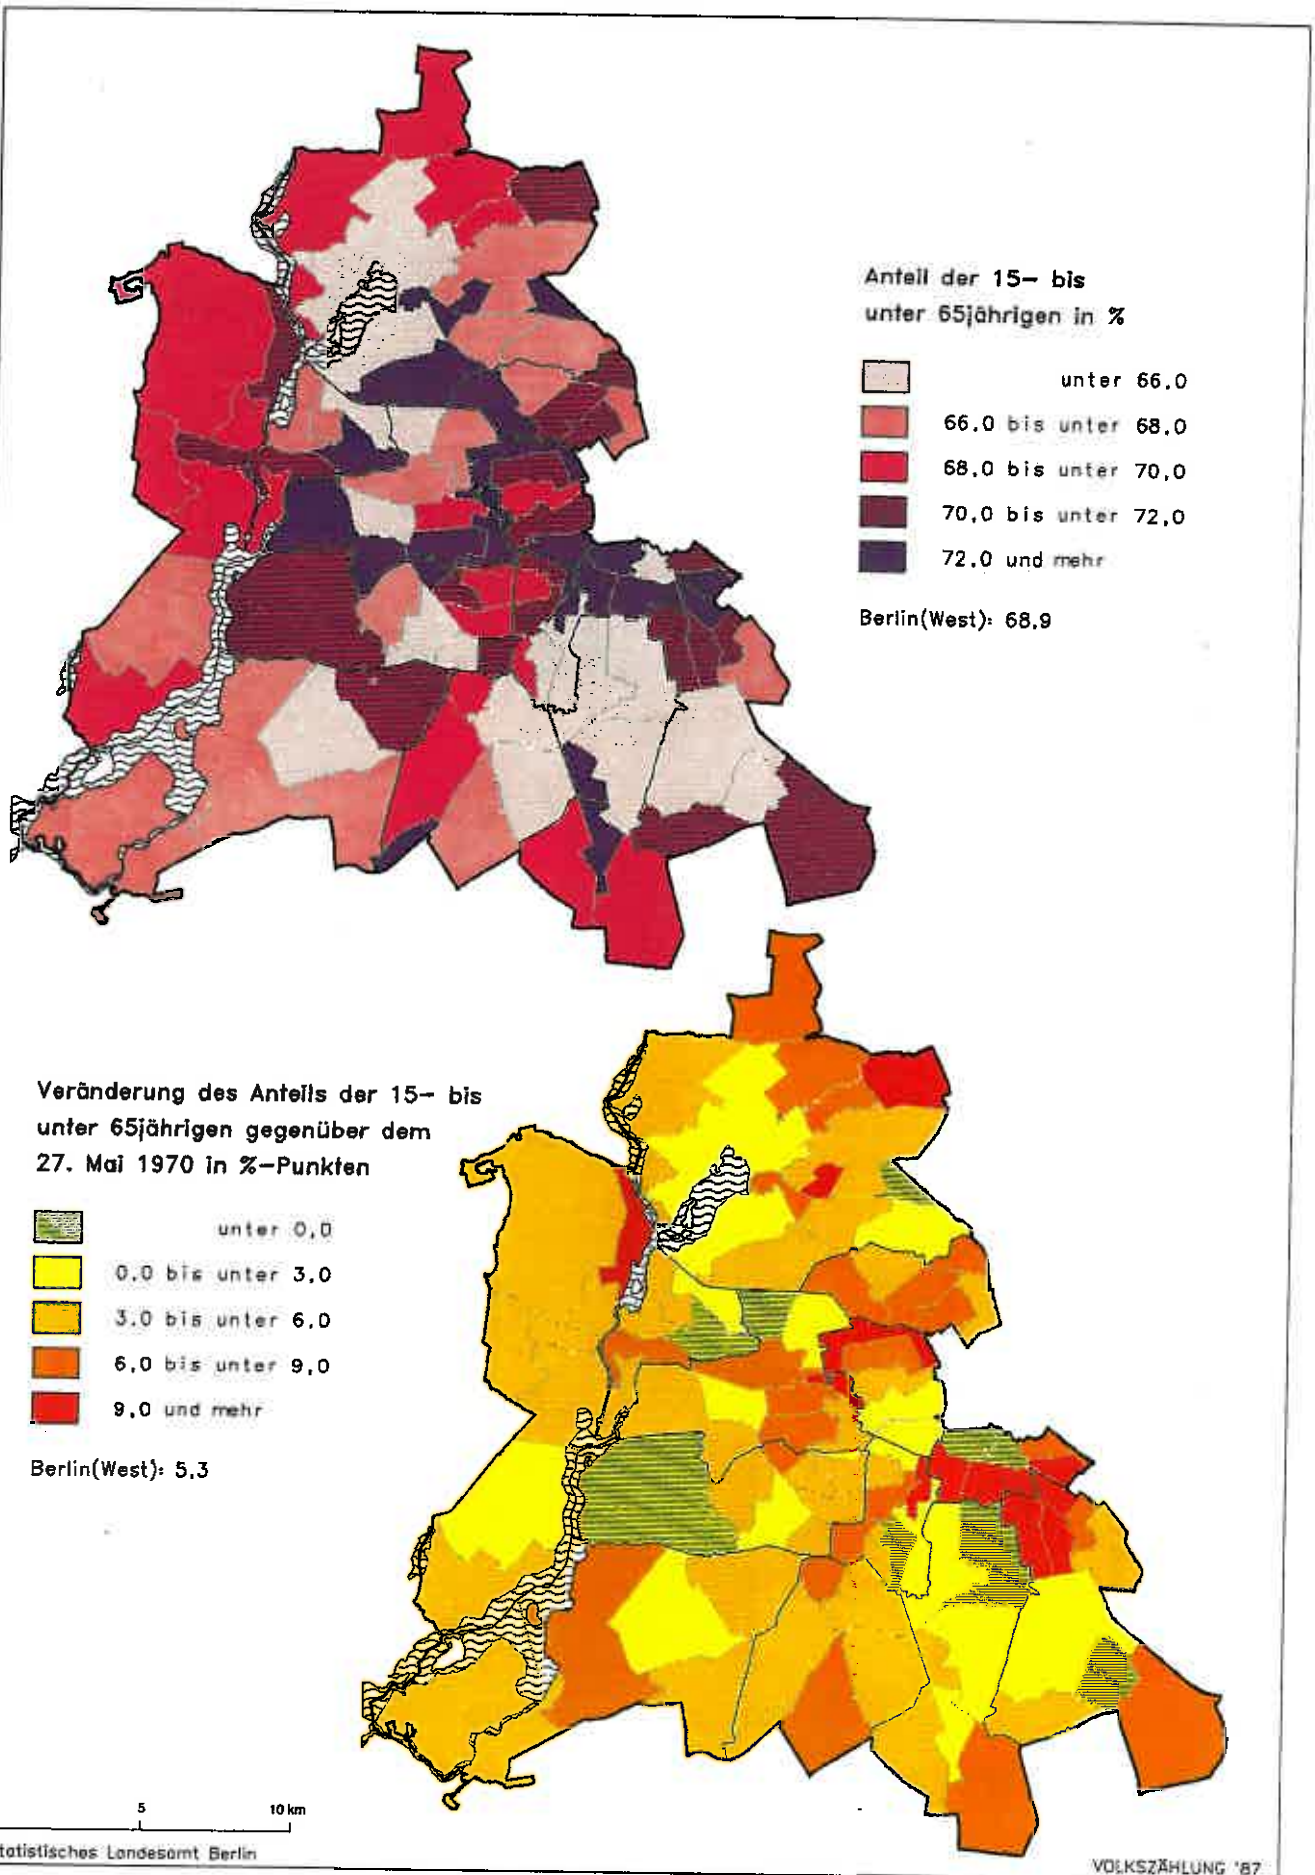 Anteil der 15- bis
unter 65jährigen in %
unter 66.0
66.0 bis unter 68.0
68.0 bis unter 70.0
70.0 bis unter 72.0
72.0 und mehr
Berlin(West): 68.9
Veränderung des Anteils der 15- bis
unter 65jährigen gegenüber dem
27. Mai 1970 in %-Punkten
unter 0.0
0.0 bis unter 3.0
3.0 bis unter 6.0
6.0 bis unter 9.0
9.0 und mehr
Berlin(West): 5.3
5 10 km
tatistisches Landesamt Berlin
VOLKSZÄHLUNG '87